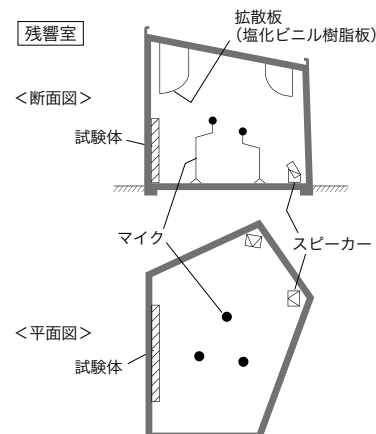 残響室
拡散板
（塩化ビニル樹脂板）
＜断面図＞
試験体
マイク
スピーカー
＜平面図＞
試験体